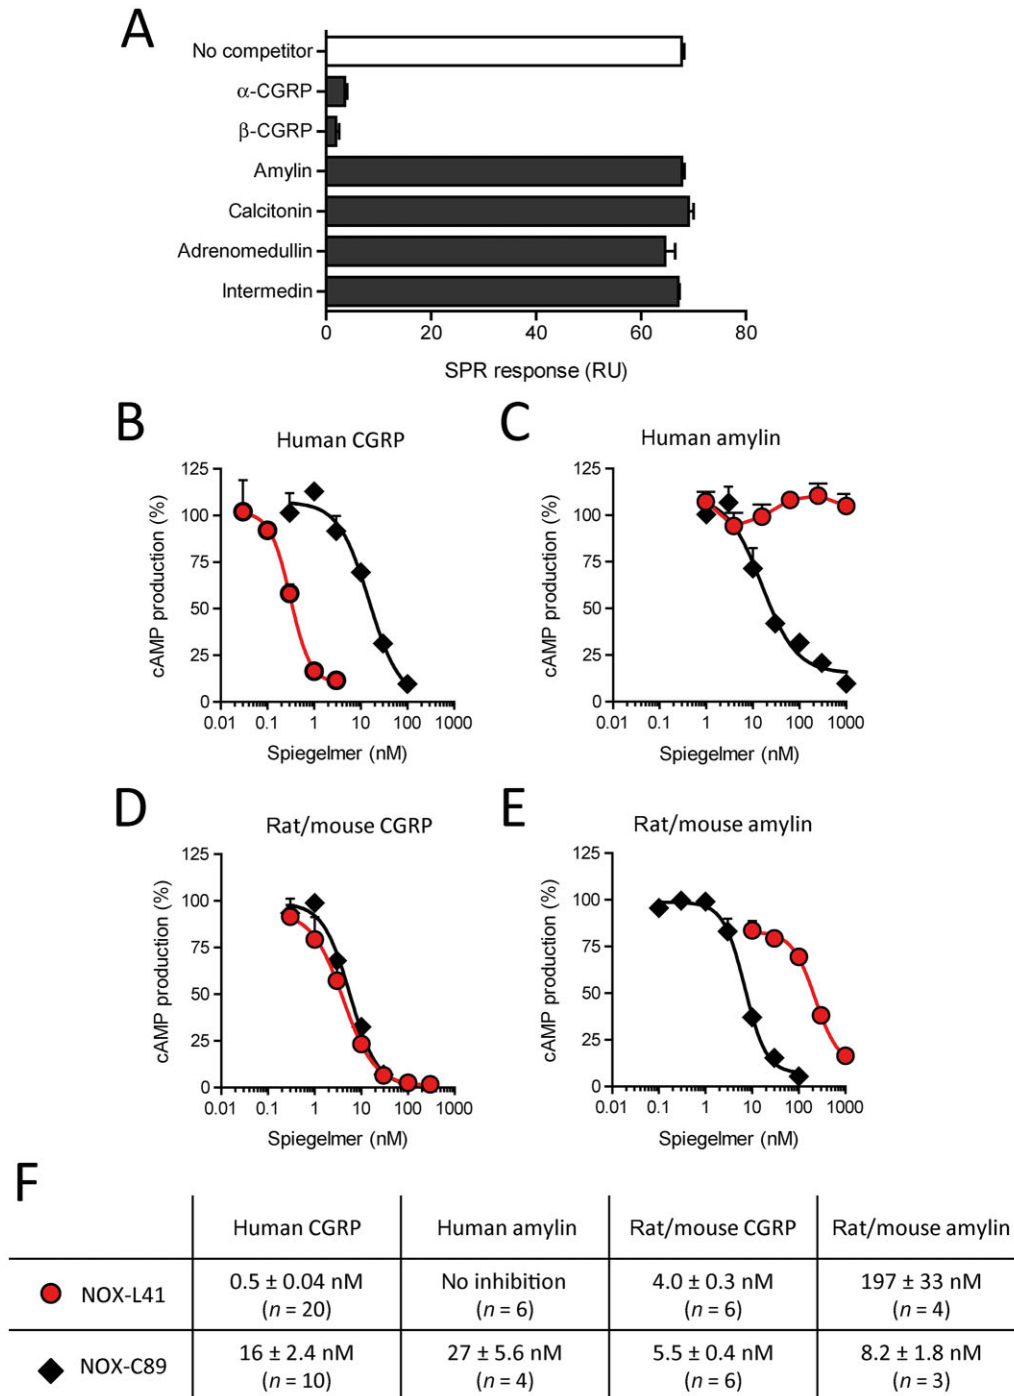 A
No competitor
α-CGRP
β-CGRP
Amylin
Calcitonin
Adrenomedullin
Intermedin
0 20 40 60 80
SPR response (RU)
B
Human CGRP
cAMP production (%)
125
100
75
50
25
0
0.01 0.1 1 10 100 1000
Spiegelmer (nM)
C
Human amylin
cAMP production (%)
125
100
75
50
25
0
0.01 0.1 1 10 100 1000
Spiegelmer (nM)
D
Rat/mouse CGRP
cAMP production (%)
125
100
75
50
25
0
0.01 0.1 1 10 100 1000
Spiegelmer (nM)
E
Rat/mouse amylin
cAMP production (%)
125
100
75
50
25
0
0.01 0.1 1 10 100 1000
Spiegelmer (nM)
F
Human CGRP Human amylin Rat/mouse CGRP Rat/mouse amylin
NOX-L41
0.5 ± 0.04 nM No inhibition 4.0 ± 0.3 nM 197 ± 33 nM
(n = 20) (n = 6) (n = 6) (n = 4)
NOX-C89
16 ± 2.4 nM 27 ± 5.6 nM 5.5 ± 0.4 nM 8.2 ± 1.8 nM
(n = 10) (n = 4) (n = 6) (n = 3)